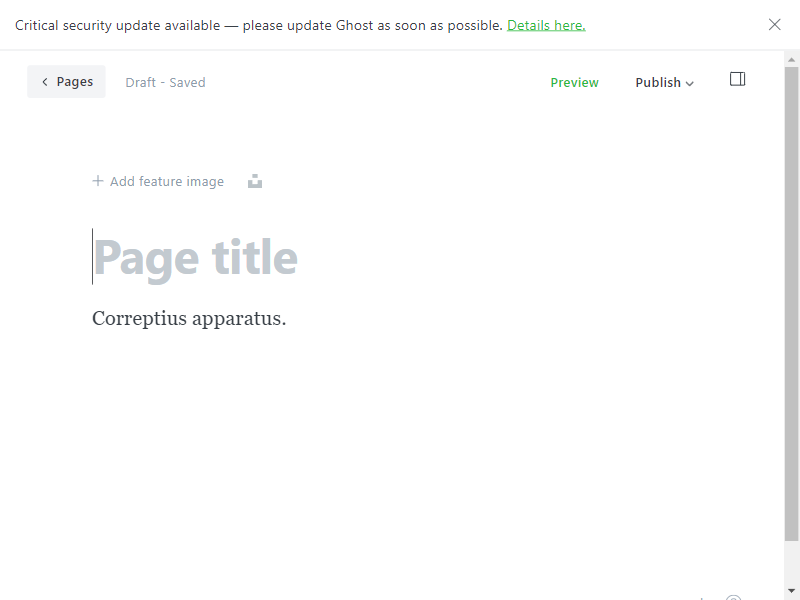 Critical security update available — please update Ghost as soon as possible. Details here.
Pages
Draft - Saved
Preview
Publish
Add feature image
Page title
Correptius apparatus.